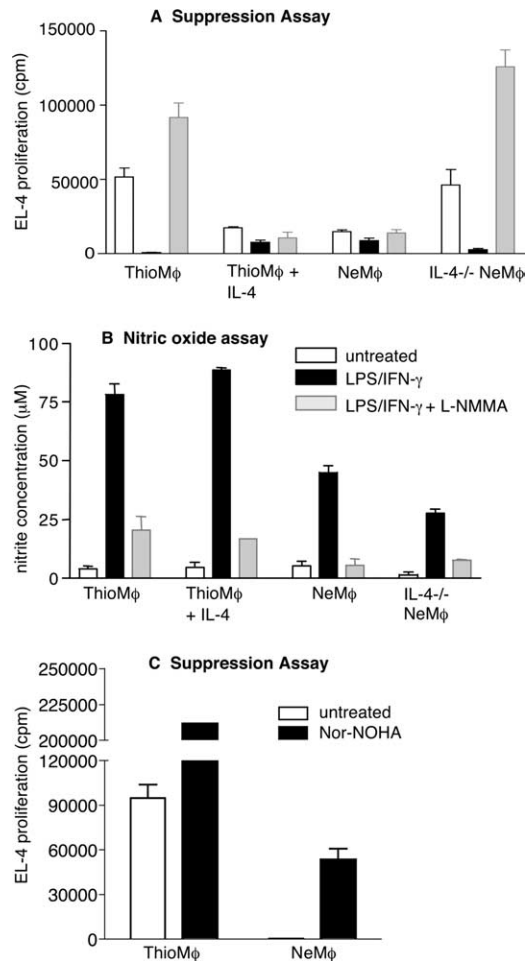 A Suppression Assay
EL-4 proliferation (cpm)
150000
100000
50000
0
ThioMϕ
ThioMϕ +
IL-4
NeMϕ
IL-4-/- NeMϕ
B Nitric oxide assay
untreated
LPS/IFN-γ
LPS/IFN-γ + L-NMMA
nitrite concentration (μM)
100
75
50
25
0
ThioMϕ
ThioMϕ
+ IL-4
NeMϕ
IL-4-/-
NeMϕ
C Suppression Assay
untreated
Nor-NOHA
EL-4 proliferation (cpm)
250000
225000
200000
120000
90000
60000
30000
0
ThioMϕ
NeMϕ